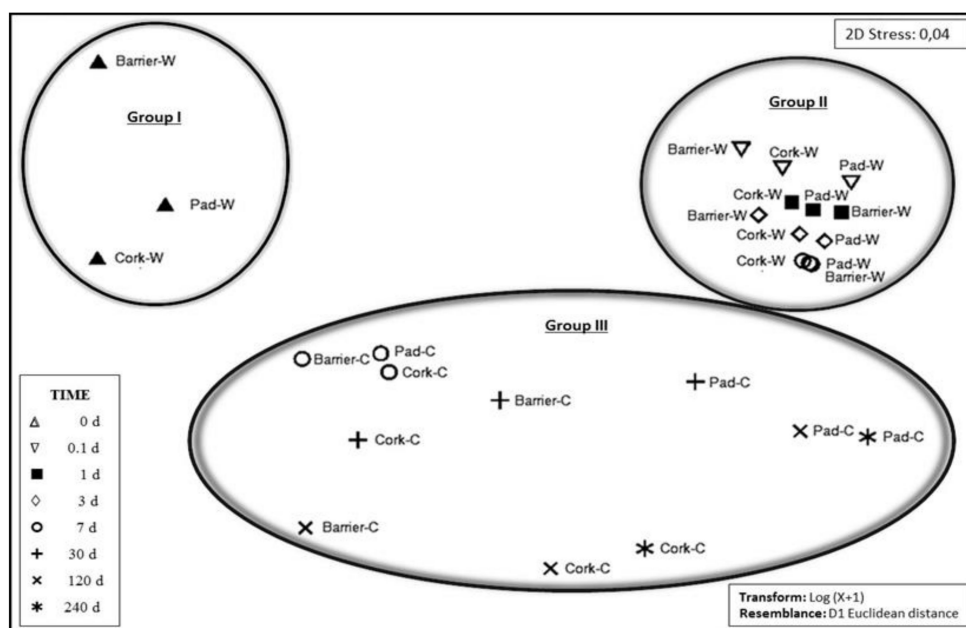 2D Stress: 0,04
Group I
Barrier-W
Pad-W
Cork-W
Group II
Barrier-W
Cork-W
Pad-W
Cork-W
Pad-W
Barrier-W
Barrier-W
Cork-W
Pad-W
Cork-W
Pad-W
Barrier-W
Group III
Barrier-C
Pad-C
Cork-C
Barrier-C
Pad-C
Cork-C
Pad-C
Pad-C
Barrier-C
Cork-C
Cork-C
TIME
0 d
0.1 d
1 d
3 d
7 d
30 d
120 d
240 d
Transform: Log (X+1)
Resemblance: D1 Euclidean distance